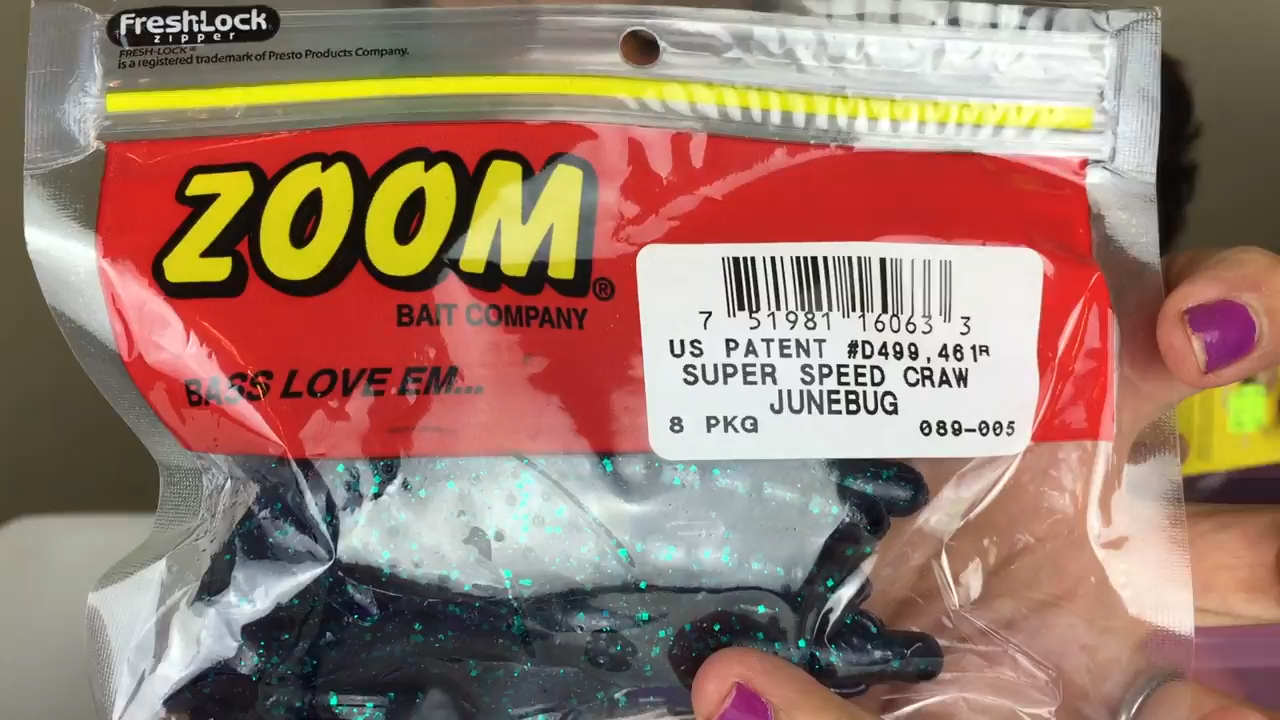 FreshLock
zipper
FRESH-LOCK®
is a registered trademark of Presto Products Company.
ZOOM®
BAIT COMPANY
BASS LOVE EM...
7 51981 16063 3
US PATENT #D499,461R
SUPER SPEED CRAW
JUNEBUG
8 PKG 089-005